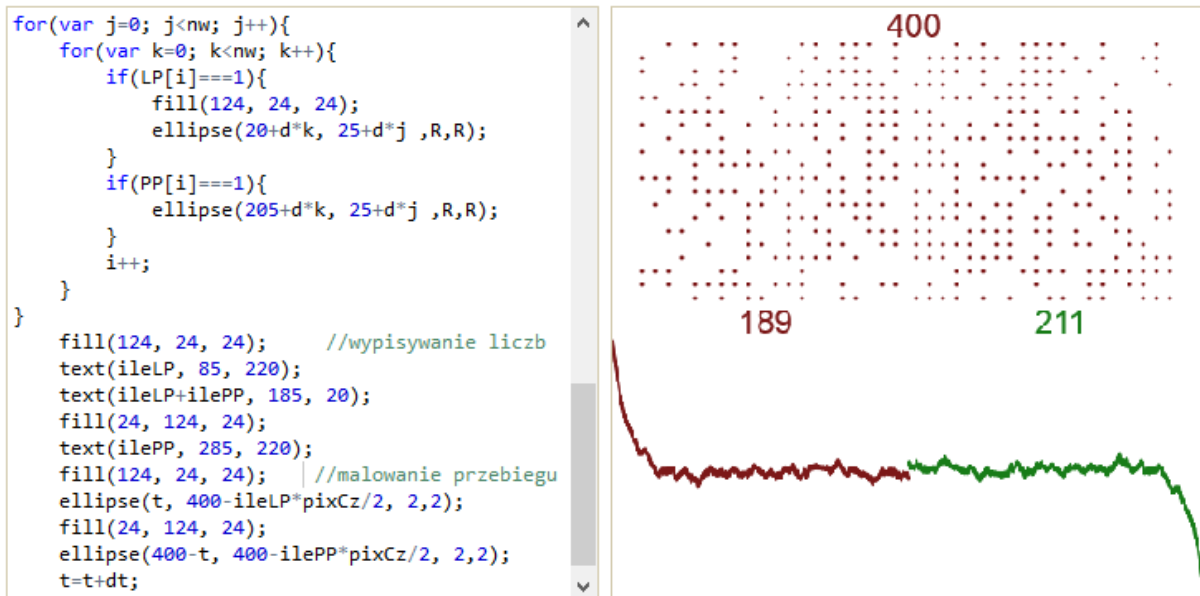 for(var j=0; j<nw; j++){
    for(var k=0; k<nw; k++){
        if(LP[i]===1){
            fill(124, 24, 24);
            ellipse(20+d*k, 25+d*j ,R,R);
        }
        if(PP[i]===1){
            ellipse(205+d*k, 25+d*j ,R,R);
        }
        i++;
    }
}
    fill(124, 24, 24);     //wypisywanie liczb
    text(ileLP, 85, 220);
    text(ileLP+ilePP, 185, 20);
    fill(24, 124, 24);
    text(ilePP, 285, 220);
    fill(124, 24, 24);    //malowanie przebiegu
    ellipse(t, 400-ileLP*pixCz/2, 2,2);
    fill(24, 124, 24);
    ellipse(400-t, 400-ilePP*pixCz/2, 2,2);
    t=t+dt;
400
189
211